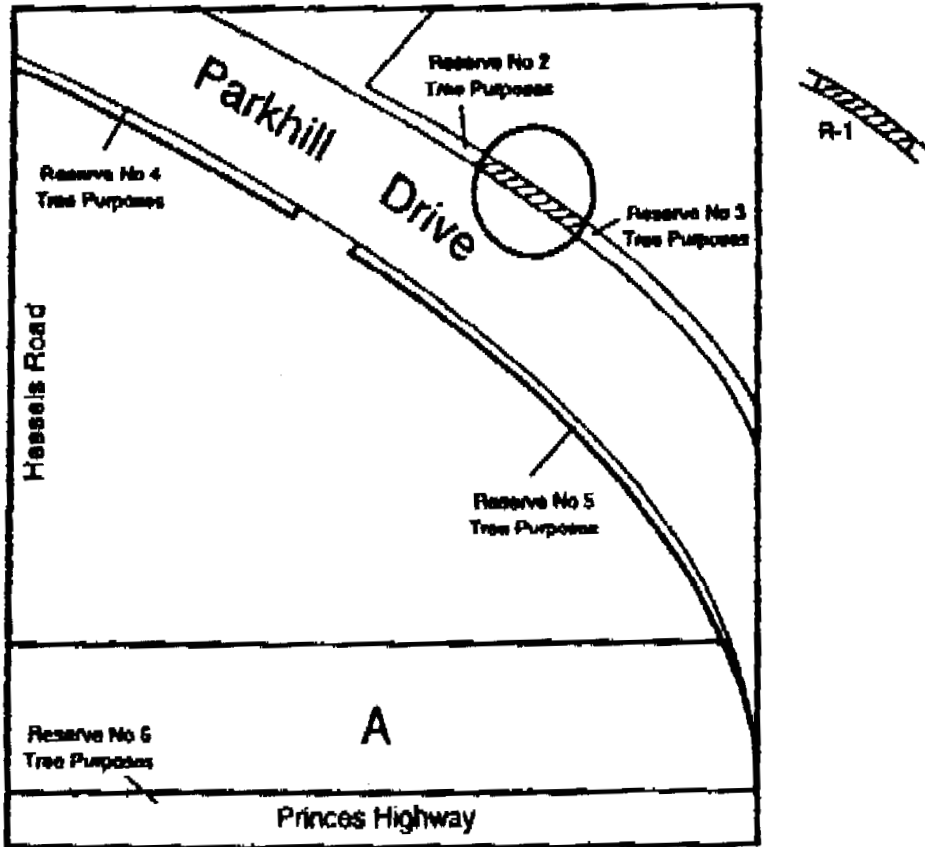 Reserve No 2
Tree Purposes
Parkhill
Drive
R-1
Reserve No 4
Tree Purposes
Reserve No 3
Tree Purposes
Hessels Road
Reserve No 5
Tree Purposes
A
Reserve No 6
Tree Purposes
Princes Highway